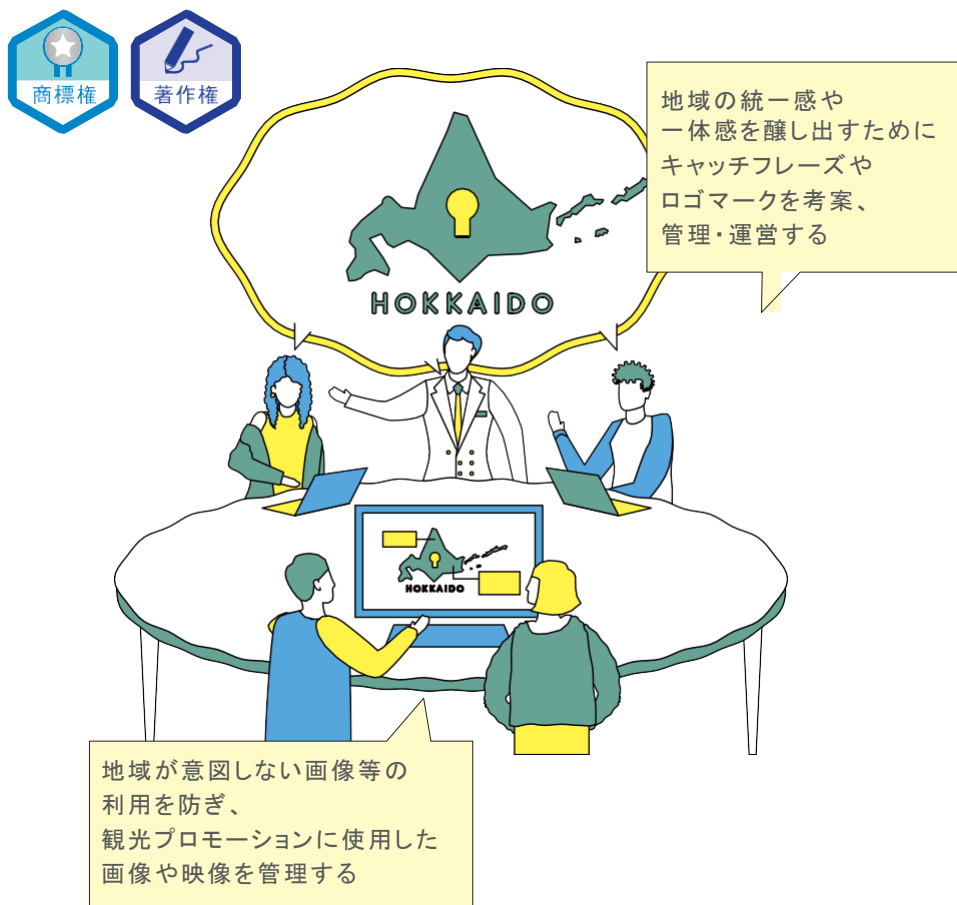 商標権
著作権
地域の統一感や
一体感を醸し出すために
キャッチフレーズや
ロゴマークを考案、
管理・運営する
HOKKAIDO
HOKKAIDO
地域が意図しない画像等の
利用を防ぎ、
観光プロモーションに使用した
画像や映像を管理する